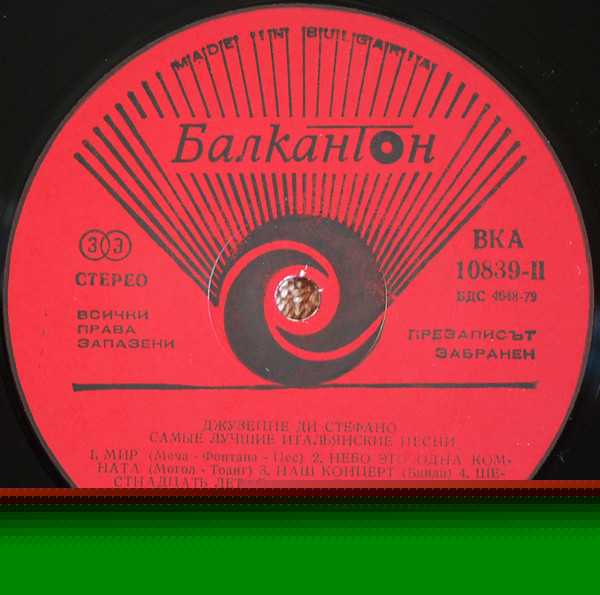 MADE IN BULGARIA
Балкантон
33
СТЕРЕО
ВСИЧКИ
ПРАВА
ЗАПАЗЕНИ
ВКА
10839-II
БДС 4648-79
ПРЕЗАПИСЪТ
ЗАБРАНЕН
ДЖУЗЕППЕ ДИ СТЕФАНО
САМЫЕ ЛУЧШИЕ ИТАЛЬЯНСКИЕ ПЕСНИ
1. МИР (Меча - Фонтана - Пес) 2. НЕБО ЭТО ОДНА КОМ-
НАТА (Могол - Тоанг) 3. НАШ КОНЦЕРТ (Бинди) 4. ШЕ-
СТНАДЦАТЬ ЛЕТ